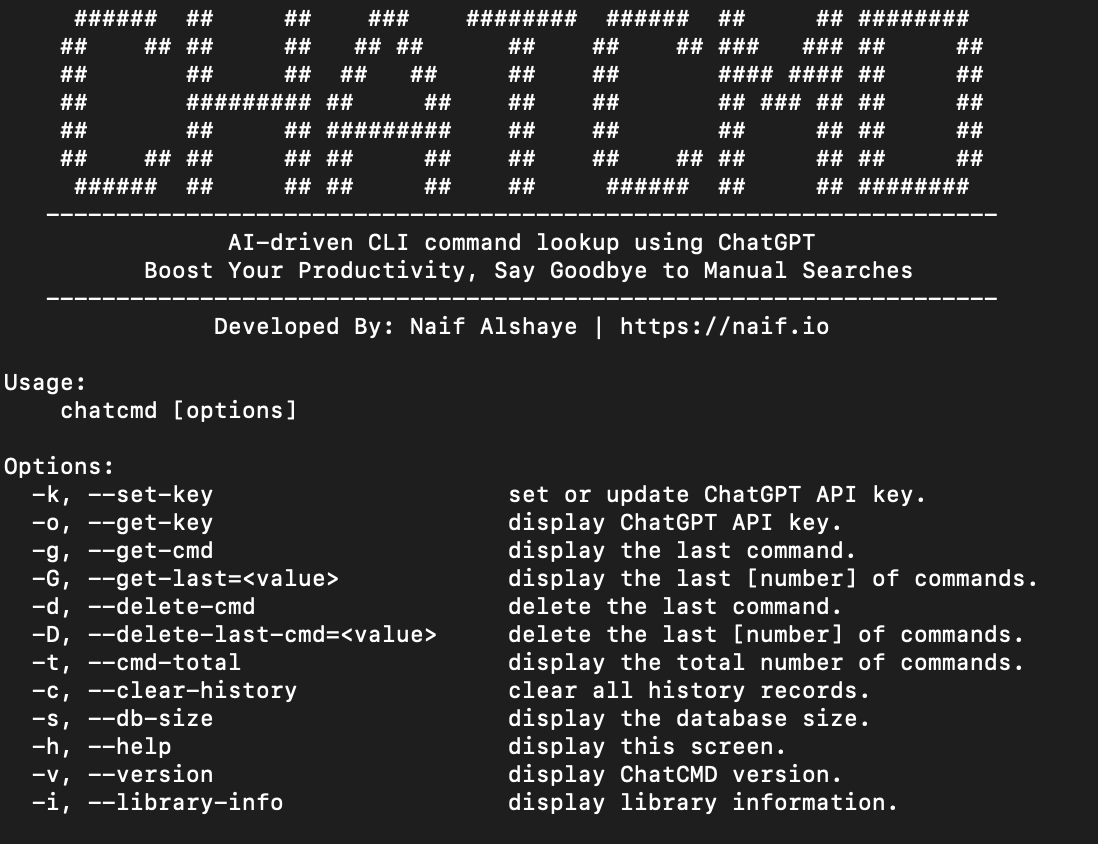 CHATCMD
AI-driven CLI command lookup using ChatGPT
Boost Your Productivity, Say Goodbye to Manual Searches
Developed By: Naif Alshaye | https://naif.io
Usage:
chatcmd [options]
Options:
-k, --set-key set or update ChatGPT API key.
-o, --get-key display ChatGPT API key.
-g, --get-cmd display the last command.
-G, --get-last=<value> display the last [number] of commands.
-d, --delete-cmd delete the last command.
-D, --delete-last-cmd=<value> delete the last [number] of commands.
-t, --cmd-total display the total number of commands.
-c, --clear-history clear all history records.
-s, --db-size display the database size.
-h, --help display this screen.
-v, --version display ChatCMD version.
-i, --library-info display library information.